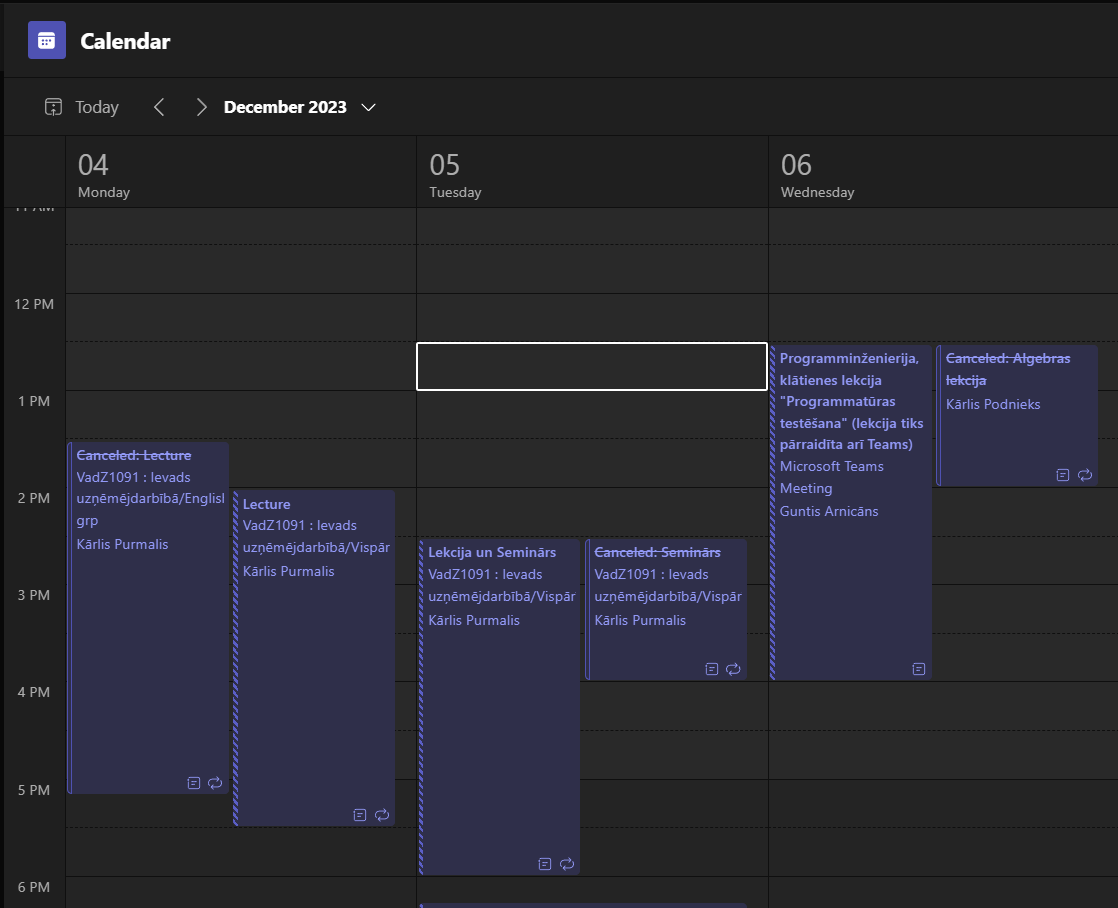 Calendar
Today
December 2023
04
Monday
05
Tuesday
06
Wednesday
11 AM
12 PM
1 PM
2 PM
3 PM
4 PM
5 PM
6 PM
Canceled: Lecture
VadZ1091 : Ievads
uzņēmējdarbībā/Englisl
grp
Kārlis Purmalis
Lecture
VadZ1091 : Ievads
uzņēmējdarbībā/Vispār
Kārlis Purmalis
Lekcija un Seminārs
VadZ1091 : Ievads
uzņēmējdarbībā/Vispār
Kārlis Purmalis
Canceled: Seminārs
VadZ1091 : Ievads
uzņēmējdarbībā/Vispār
Kārlis Purmalis
Programminženierija,
klātienes lekcija
"Programmatūras
testēšana" (lekcija tiks
pārraidīta arī Teams)
Microsoft Teams
Meeting
Guntis Arnicāns
Canceled: Algebras
lekcija
Kārlis Podnieks